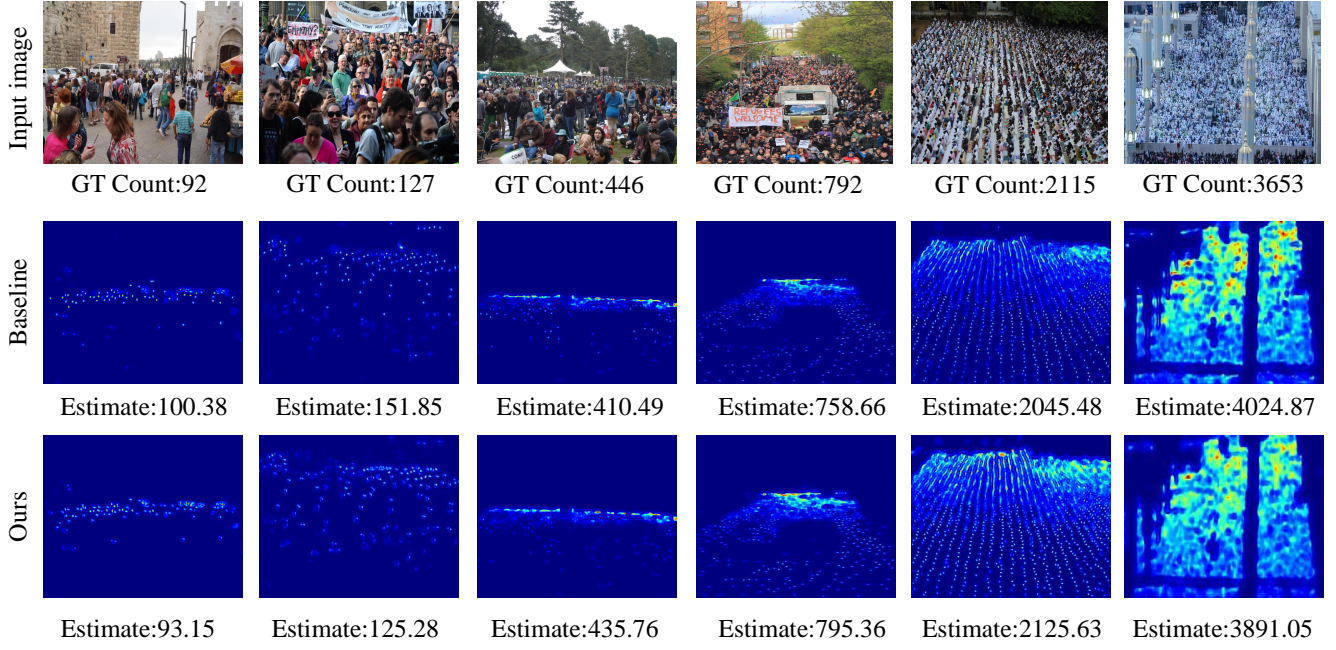 Input image
GT Count:92
GT Count:127
GT Count:446
GT Count:792
GT Count:2115
GT Count:3653
REFUGEES
WELCOME
Baseline
Estimate:100.38
Estimate:151.85
Estimate:410.49
Estimate:758.66
Estimate:2045.48
Estimate:4024.87
Ours
Estimate:93.15
Estimate:125.28
Estimate:435.76
Estimate:795.36
Estimate:2125.63
Estimate:3891.05